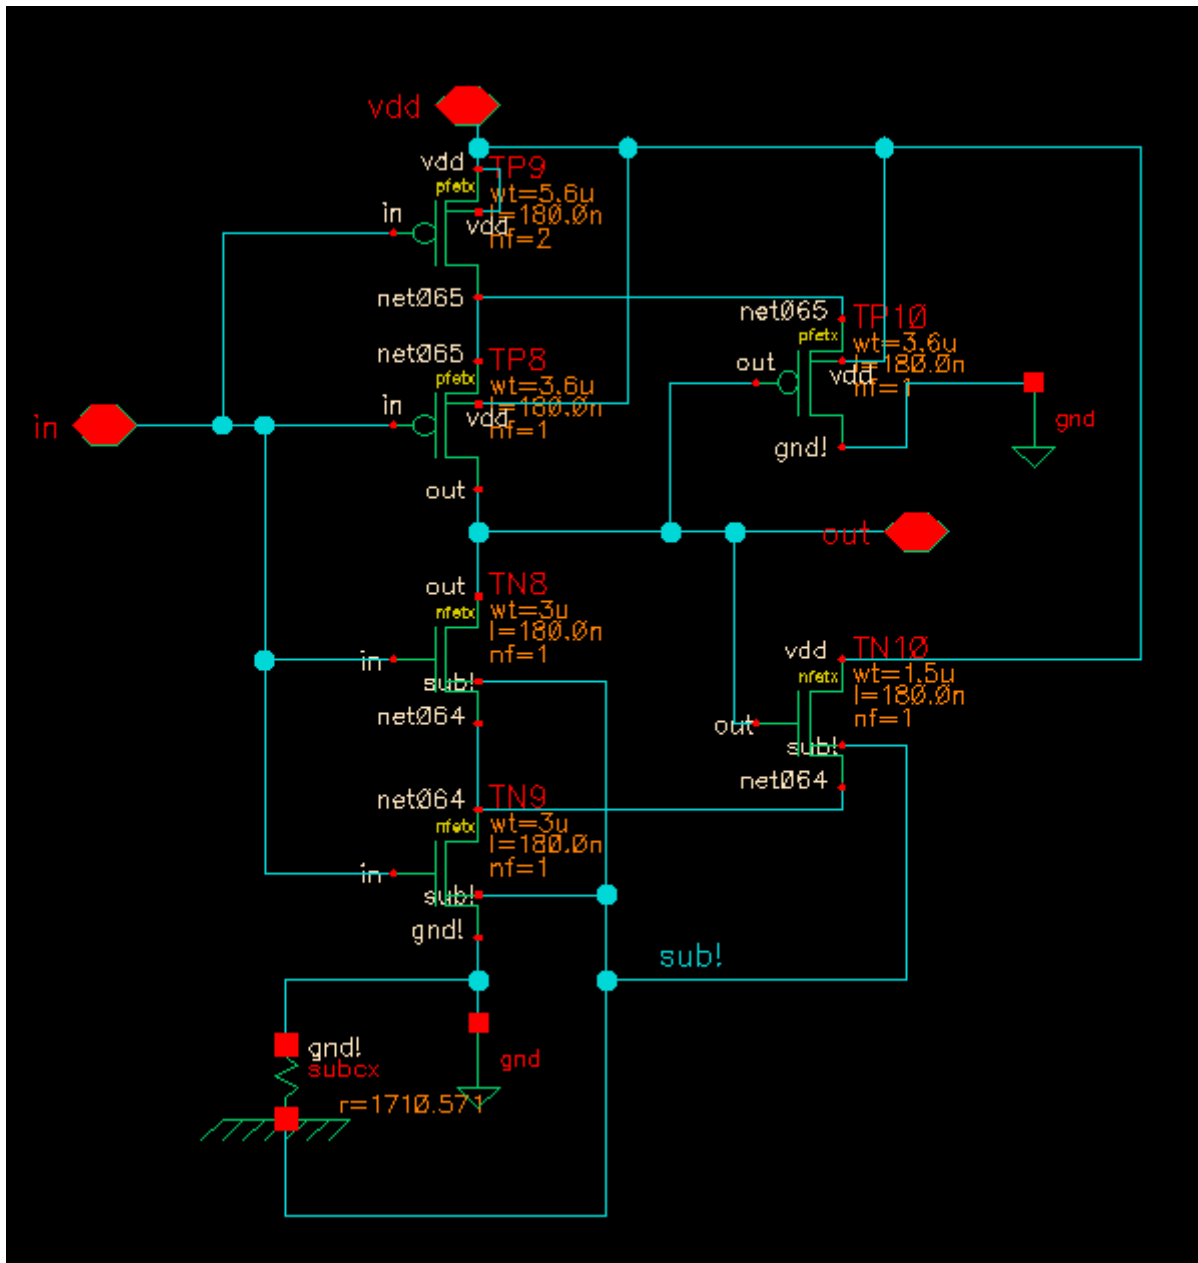 vdd
vdd
TP9
pfetx
wt=5.6u
in
l=180.0n
vdd
nf=2
net065
net065
TP10
pfetx
wt=3.6u
net065
TP8
out
l=180.0n
pfetx
wt=3.6u
vdd
nf=1
in
l=180.0n
vdd
nf=1
in
gnd
gnd!
out
out
out
TN8
nfetx
wt=3u
l=180.0n
in
nf=1
sub!
vdd
TN10
nfetx
wt=1.5u
l=180.0n
net064
out
nf=1
sub!
net064
net064
TN9
nfetx
wt=3u
l=180.0n
in
nf=1
sub!
gnd!
sub!
gnd!
gnd
subcx
r=1710.571